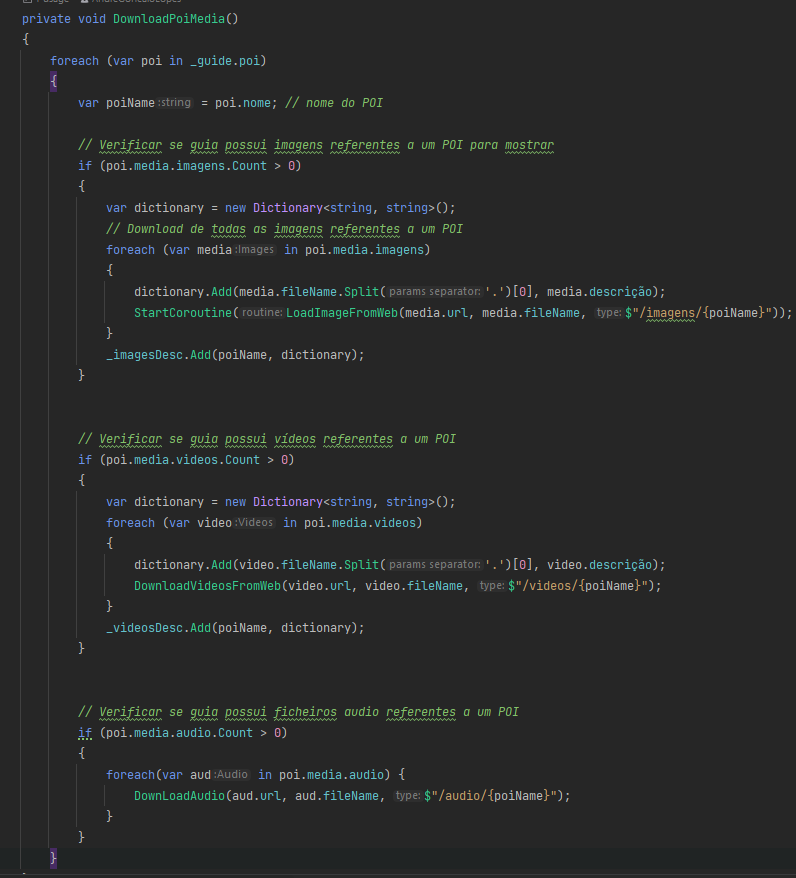 private void DownloadPoiMedia()
{
foreach (var poi in _guide.poi)
{
var poiName :string = poi.nome; // nome do POI
// Verificar se guia possui imagens referentes a um POI para mostrar
if (poi.media.imagens.Count > 0)
{
var dictionary = new Dictionary<string, string>();
// Download de todas as imagens referentes a um POI
foreach (var media :Images in poi.media.imagens)
{
dictionary.Add(media.fileName.Split( params separator: '.')[0], media.descrição);
StartCoroutine( routine: LoadImageFromWeb(media.url, media.fileName, type: $"/imagens/{poiName}"));
}
_imagesDesc.Add(poiName, dictionary);
}
// Verificar se guia possui vídeos referentes a um POI
if (poi.media.videos.Count > 0)
{
var dictionary = new Dictionary<string, string>();
foreach (var video :Videos in poi.media.videos)
{
dictionary.Add(video.fileName.Split( params separator: '.')[0], video.descrição);
DownloadVideosFromWeb(video.url, video.fileName, type: $"/videos/{poiName}");
}
_videosDesc.Add(poiName, dictionary);
}
// Verificar se guia possui ficheiros audio referentes a um POI
if (poi.media.audio.Count > 0)
{
foreach(var aud :Audio in poi.media.audio) {
DownLoadAudio(aud.url, aud.fileName, type: $"/audio/{poiName}");
}
}
}